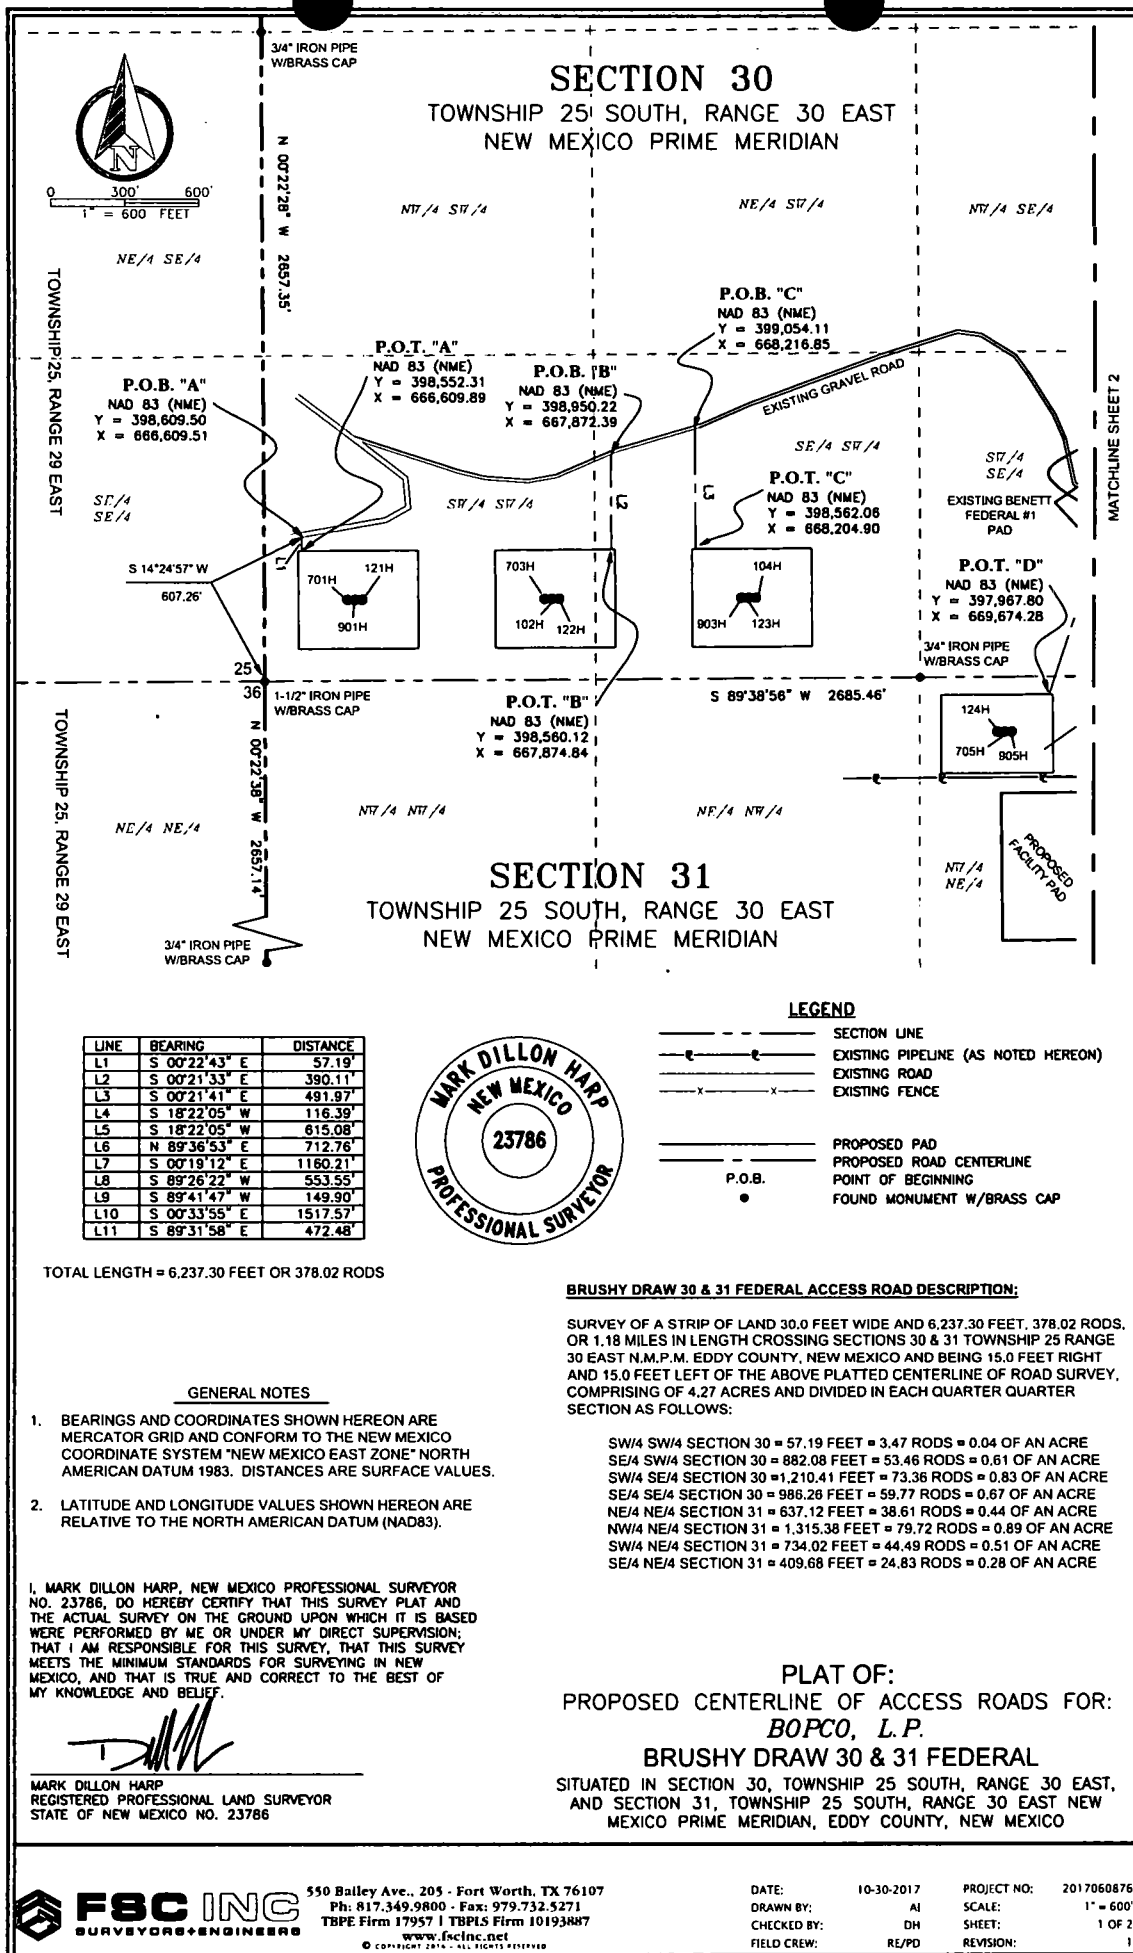 3/4" IRON PIPE
W/BRASS CAP
SECTION 30
TOWNSHIP 25 SOUTH, RANGE 30 EAST
NEW MEXICO PRIME MERIDIAN
N
0 300' 600'
1" = 600 FEET
N 00°22'28" W 2657.35'
NW/4 SW/4
NE/4 SW/4
NW/4 SE/4
NE/4 SE/4
TOWNSHIP 25, RANGE 29 EAST
P.O.B. "C"
NAD 83 (NME)
Y = 399,054.11
X = 668,216.85
P.O.T. "A"
NAD 83 (NME)
Y = 398,552.31
X = 666,609.89
P.O.B. "B"
NAD 83 (NME)
Y = 398,950.22
X = 667,872.39
P.O.B. "A"
NAD 83 (NME)
Y = 398,609.50
X = 666,609.51
EXISTING GRAVEL ROAD
MATCHLINE SHEET 2
SE/4 SW/4
SW/4
SE/4
EXISTING BENETT
FEDERAL #1
PAD
SE/4
SE/4
SW/4 SW/4
L2
L3
P.O.T. "C"
NAD 83 (NME)
Y = 398,562.06
X = 668,204.90
L1
S 14°24'57" W
607.26'
701H
121H
901H
703H
102H
122H
104H
903H
123H
P.O.T. "D"
NAD 83 (NME)
Y = 397,967.80
X = 669,674.28
3/4" IRON PIPE
W/BRASS CAP
25
36
1-1/2" IRON PIPE
W/BRASS CAP
P.O.T. "B"
NAD 83 (NME)
Y = 398,560.12
X = 667,874.84
S 89°38'56" W 2685.46'
124H
705H
905H
TOWNSHIP 25, RANGE 29 EAST
N 00°22'38" W 2657.14'
NE/4 NE/4
NW/4 NW/4
NE/4 NW/4
NW/4
NE/4
PROPOSED
FACILITY PAD
SECTION 31
TOWNSHIP 25 SOUTH, RANGE 30 EAST
NEW MEXICO PRIME MERIDIAN
3/4" IRON PIPE
W/BRASS CAP
LINE BEARING DISTANCE
L1 S 00°22'43" E 57.19'
L2 S 00°21'33" E 390.11'
L3 S 00°21'41" E 491.97'
L4 S 18°22'05" W 116.39'
L5 S 18°22'05" W 615.08'
L6 N 89°36'53" E 712.76'
L7 S 00°19'12" E 1160.21'
L8 S 89°26'22" W 553.55'
L9 S 89°41'47" W 149.90'
L10 S 00°33'55" E 1517.57'
L11 S 89°31'58" E 472.48'
TOTAL LENGTH = 6,237.30 FEET OR 378.02 RODS
MARK DILLON HARP
NEW MEXICO
23786
PROFESSIONAL SURVEYOR
LEGEND
SECTION LINE
EXISTING PIPELINE (AS NOTED HEREON)
EXISTING ROAD
EXISTING FENCE
PROPOSED PAD
PROPOSED ROAD CENTERLINE
P.O.B. POINT OF BEGINNING
FOUND MONUMENT W/BRASS CAP
BRUSHY DRAW 30 & 31 FEDERAL ACCESS ROAD DESCRIPTION:
SURVEY OF A STRIP OF LAND 30.0 FEET WIDE AND 6,237.30 FEET, 378.02 RODS,
OR 1.18 MILES IN LENGTH CROSSING SECTIONS 30 & 31 TOWNSHIP 25 RANGE
30 EAST N.M.P.M. EDDY COUNTY, NEW MEXICO AND BEING 15.0 FEET RIGHT
AND 15.0 FEET LEFT OF THE ABOVE PLATTED CENTERLINE OF ROAD SURVEY,
COMPRISING OF 4.27 ACRES AND DIVIDED IN EACH QUARTER QUARTER
SECTION AS FOLLOWS:
SW/4 SW/4 SECTION 30 = 57.19 FEET = 3.47 RODS = 0.04 OF AN ACRE
SE/4 SW/4 SECTION 30 = 882.08 FEET = 53.46 RODS = 0.61 OF AN ACRE
SW/4 SE/4 SECTION 30 =1,210.41 FEET = 73.36 RODS = 0.83 OF AN ACRE
SE/4 SE/4 SECTION 30 = 986.26 FEET = 59.77 RODS = 0.67 OF AN ACRE
NE/4 NE/4 SECTION 31 = 637.12 FEET = 38.61 RODS = 0.44 OF AN ACRE
NW/4 NE/4 SECTION 31 = 1,315.38 FEET = 79.72 RODS = 0.89 OF AN ACRE
SW/4 NE/4 SECTION 31 = 734.02 FEET = 44.49 RODS = 0.51 OF AN ACRE
SE/4 NE/4 SECTION 31 = 409.68 FEET = 24.83 RODS = 0.28 OF AN ACRE
GENERAL NOTES
1. BEARINGS AND COORDINATES SHOWN HEREON ARE
MERCATOR GRID AND CONFORM TO THE NEW MEXICO
COORDINATE SYSTEM "NEW MEXICO EAST ZONE" NORTH
AMERICAN DATUM 1983. DISTANCES ARE SURFACE VALUES.
2. LATITUDE AND LONGITUDE VALUES SHOWN HEREON ARE
RELATIVE TO THE NORTH AMERICAN DATUM (NAD83).
I, MARK DILLON HARP, NEW MEXICO PROFESSIONAL SURVEYOR
NO. 23786, DO HEREBY CERTIFY THAT THIS SURVEY PLAT AND
THE ACTUAL SURVEY ON THE GROUND UPON WHICH IT IS BASED
WERE PERFORMED BY ME OR UNDER MY DIRECT SUPERVISION;
THAT I AM RESPONSIBLE FOR THIS SURVEY, THAT THIS SURVEY
MEETS THE MINIMUM STANDARDS FOR SURVEYING IN NEW
MEXICO, AND THAT IS TRUE AND CORRECT TO THE BEST OF
MY KNOWLEDGE AND BELIEF.
MARK DILLON HARP
REGISTERED PROFESSIONAL LAND SURVEYOR
STATE OF NEW MEXICO NO. 23786
PLAT OF:
PROPOSED CENTERLINE OF ACCESS ROADS FOR:
BOPCO, L.P.
BRUSHY DRAW 30 & 31 FEDERAL
SITUATED IN SECTION 30, TOWNSHIP 25 SOUTH, RANGE 30 EAST,
AND SECTION 31, TOWNSHIP 25 SOUTH, RANGE 30 EAST NEW
MEXICO PRIME MERIDIAN, EDDY COUNTY, NEW MEXICO
FSC INC
SURVEYORS+ENGINEERS
550 Bailey Ave., 205 - Fort Worth, TX 76107
Ph: 817.349.9800 - Fax: 979.732.5271
TBPE Firm 17957 | TBPLS Firm 10193887
www.fscinc.net
© COPYRIGHT 2016 - ALL RIGHTS RESERVED
DATE: 10-30-2017 PROJECT NO: 2017060876
DRAWN BY: AI SCALE: 1" = 600'
CHECKED BY: DH SHEET: 1 OF 2
FIELD CREW: RE/PD REVISION: 1